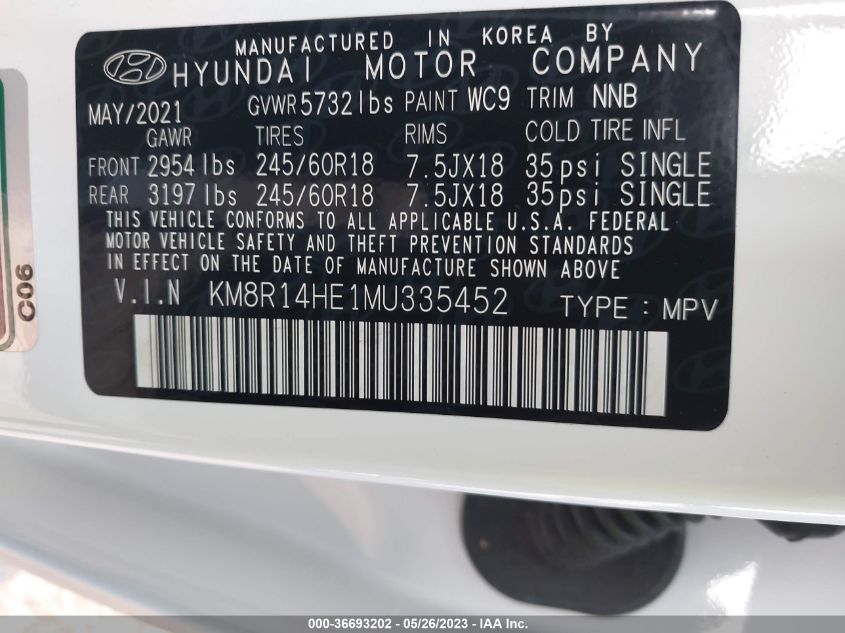 MANUFACTURED IN KOREA BY
HYUNDAI MOTOR COMPANY
MAY/2021 GVWR 5732 lbs PAINT WC9 TRIM NNB
GAWR TIRES RIMS COLD TIRE INFL
FRONT 2954 lbs 245/60R18 7.5JX18 35psi SINGLE
REAR 3197 lbs 245/60R18 7.5JX18 35psi SINGLE
THIS VEHICLE CONFORMS TO ALL APPLICABLE U.S.A. FEDERAL
MOTOR VEHICLE SAFETY AND THEFT PREVENTION STANDARDS
IN EFFECT ON THE DATE OF MANUFACTURE SHOWN ABOVE
V.I.N KM8R14HE1MU335452 TYPE : MPV
C06
000-36693202 - 05/26/2023 - IAA Inc.